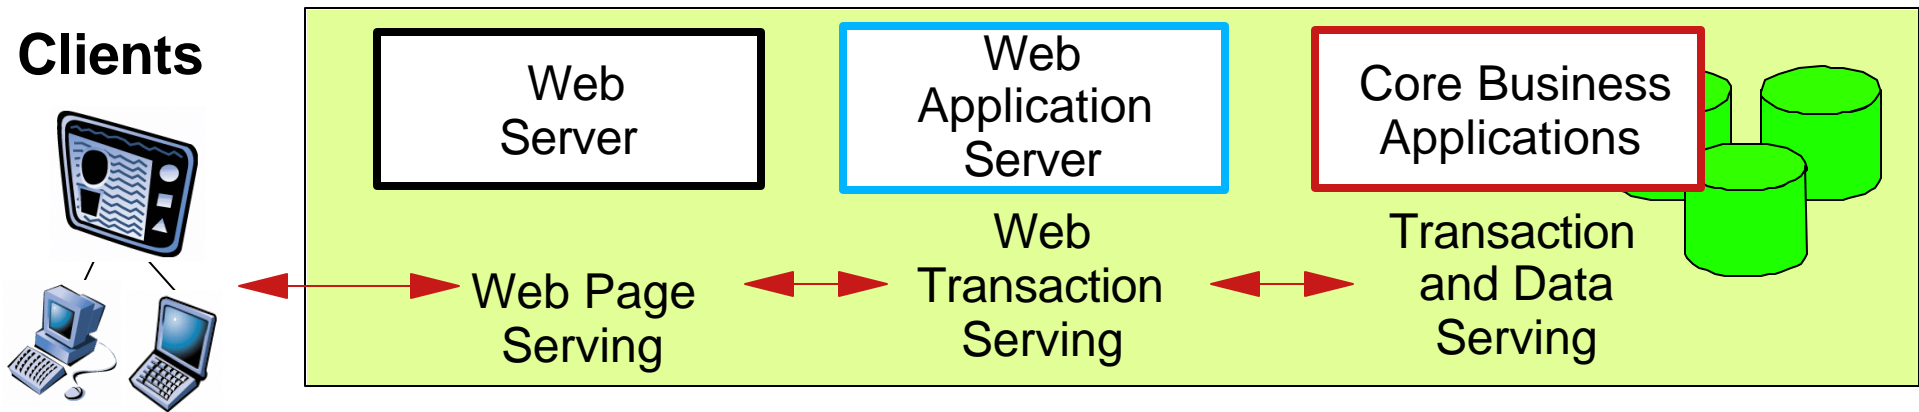 Clients
Web
Server
Web
Application
Server
Core Business
Applications
Web Page
Serving
Web
Transaction
Serving
Transaction
and Data
Serving